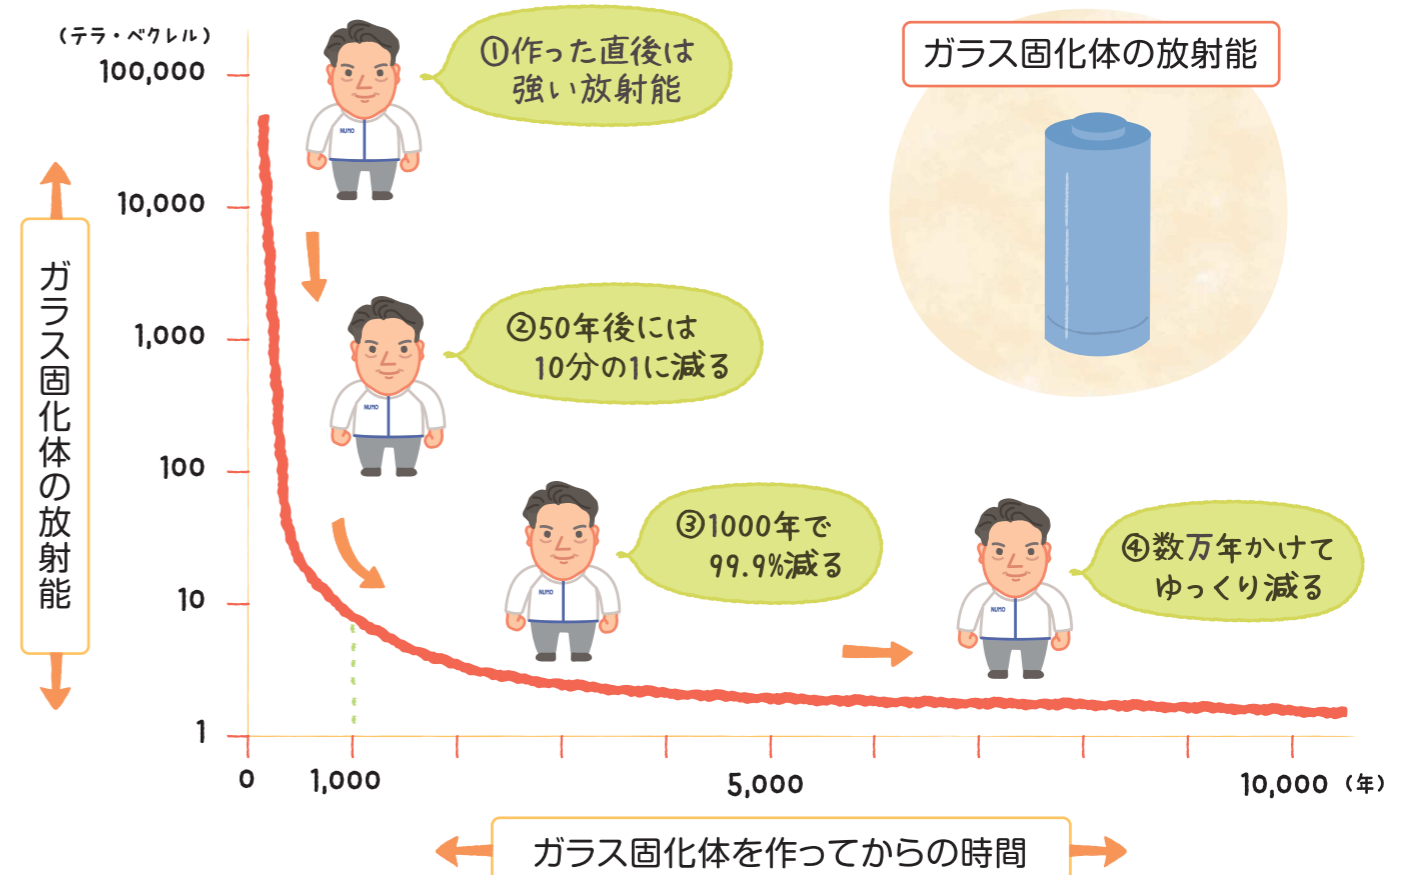 (テラ・ベクレル)
100,000
10,000
1,000
100
10
1
ガラス固化体の放射能
①作った直後は
強い放射能
ガラス固化体の放射能
②50年後には
10分の1に減る
③1000年で
99.9%減る
④数万年かけて
ゆっくり減る
NUMO
NUMO
NUMO
NUMO
0
1,000
5,000
10,000
(年)
ガラス固化体を作ってからの時間